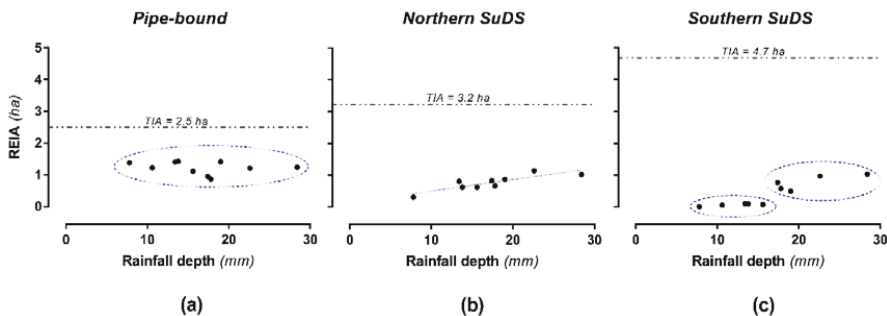 Pipe-bound
Northern SuDS
Southern SuDS
REIA (ha)
5
4
3
2
1
0
TIA = 2.5 ha
TIA = 3.2 ha
TIA = 4.7 ha
0 10 20 30
0 10 20 30
0 10 20 30
Rainfall depth (mm)
Rainfall depth (mm)
Rainfall depth (mm)
(a)
(b)
(c)